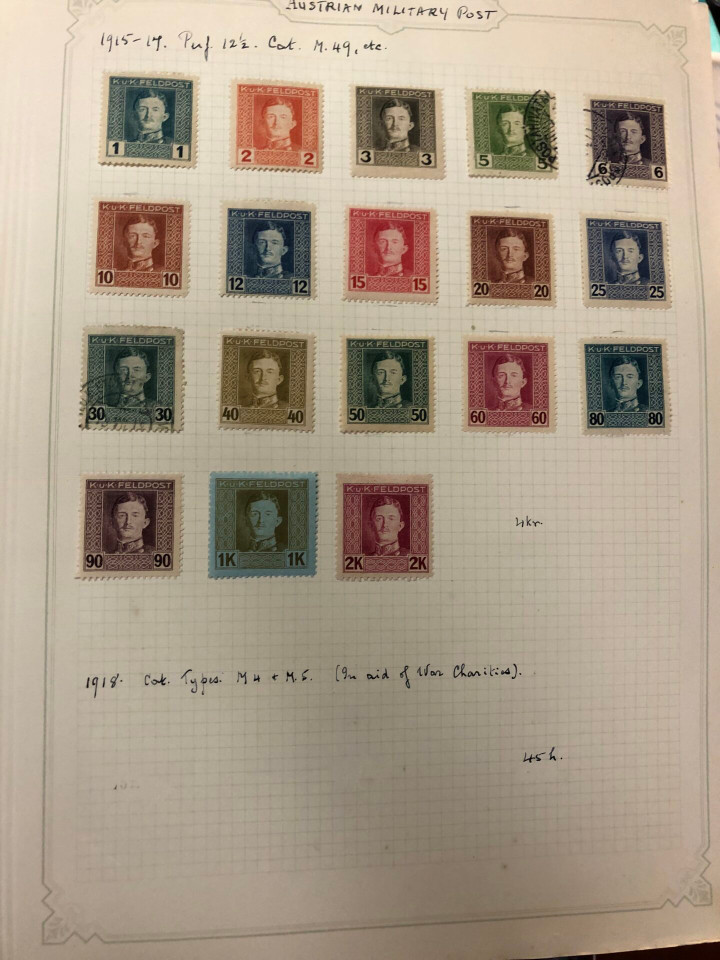 AUSTRIAN MILITARY POST
1915-17. Perf. 12½. Cat. M.49, etc.
K.u.K. FELDPOST 1 1
K.u.K. FELDPOST 2 2
K.u.K. FELDPOST 3 3
K.u.K. FELDPOST 5 5
K.u.K. FELDPOST 6 6
K.u.K. FELDPOST 10 10
K.u.K. FELDPOST 12 12
K.u.K. FELDPOST 15 15
K.u.K. FELDPOST 20 20
K.u.K. FELDPOST 25 25
K.u.K. FELDPOST 30 30
K.u.K. FELDPOST 40 40
K.u.K. FELDPOST 50 50
K.u.K. FELDPOST 60 60
K.u.K. FELDPOST 80 80
K.u.K. FELDPOST 90 90
K.u.K. FELDPOST 1K 1K
K.u.K. FELDPOST 2K 2K
4kr.
1918. Cat. Types. M4 + M.5. (In aid of War Charities).
45h.